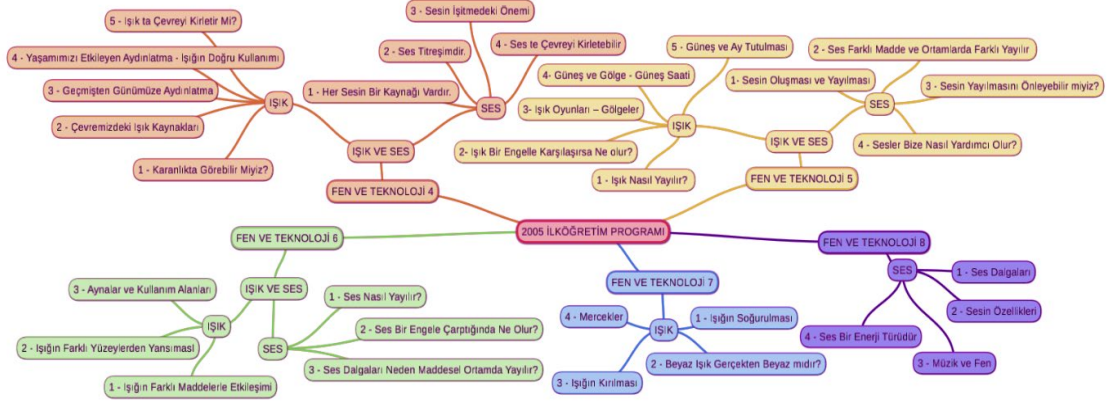 5 - Işık ta Çevreyi Kirletir Mi?
4 - Yaşamımızı Etkileyen Aydınlatma - Işığın Doğru Kullanımı
3 - Geçmişten Günümüze Aydınlatma
2 - Çevremizdeki Işık Kaynakları
1 - Karanlıkta Görebilir Miyiz?
IŞIK
3 - Sesin İşitmedeki Önemi
2 - Ses Titreşimdir.
4 - Ses te Çevreyi Kirletebilir
1 - Her Sesin Bir Kaynağı Vardır.
SES
IŞIK VE SES
FEN VE TEKNOLOJİ 4
5 - Güneş ve Ay Tutulması
4- Güneş ve Gölge - Güneş Saati
3- Işık Oyunları – Gölgeler
2- Işık Bir Engelle Karşılaşırsa Ne olur?
1 - Işık Nasıl Yayılır?
IŞIK
2 - Ses Farklı Madde ve Ortamlarda Farklı Yayılır
1- Sesin Oluşması ve Yayılması
3 - Sesin Yayılmasını Önleyebilir miyiz?
SES
4 - Sesler Bize Nasıl Yardımcı Olur?
IŞIK VE SES
FEN VE TEKNOLOJİ 5
2005 İLKÖĞRETİM PROGRAMI
FEN VE TEKNOLOJİ 6
IŞIK VE SES
3 - Aynalar ve Kullanım Alanları
IŞIK
2 - Işığın Farklı Yüzeylerden Yansıması
1 - Işığın Farklı Maddelerle Etkileşimi
1 - Ses Nasıl Yayılır?
2 - Ses Bir Engele Çarptığında Ne Olur?
SES
3 - Ses Dalgaları Neden Maddesel Ortamda Yayılır?
FEN VE TEKNOLOJİ 7
4 - Mercekler
1 - Işığın Soğurulması
IŞIK
2 - Beyaz Işık Gerçekten Beyaz mıdır?
3 - Işığın Kırılması
FEN VE TEKNOLOJİ 8
SES
1 - Ses Dalgaları
2 - Sesin Özellikleri
4 - Ses Bir Enerji Türüdür
3 - Müzik ve Fen